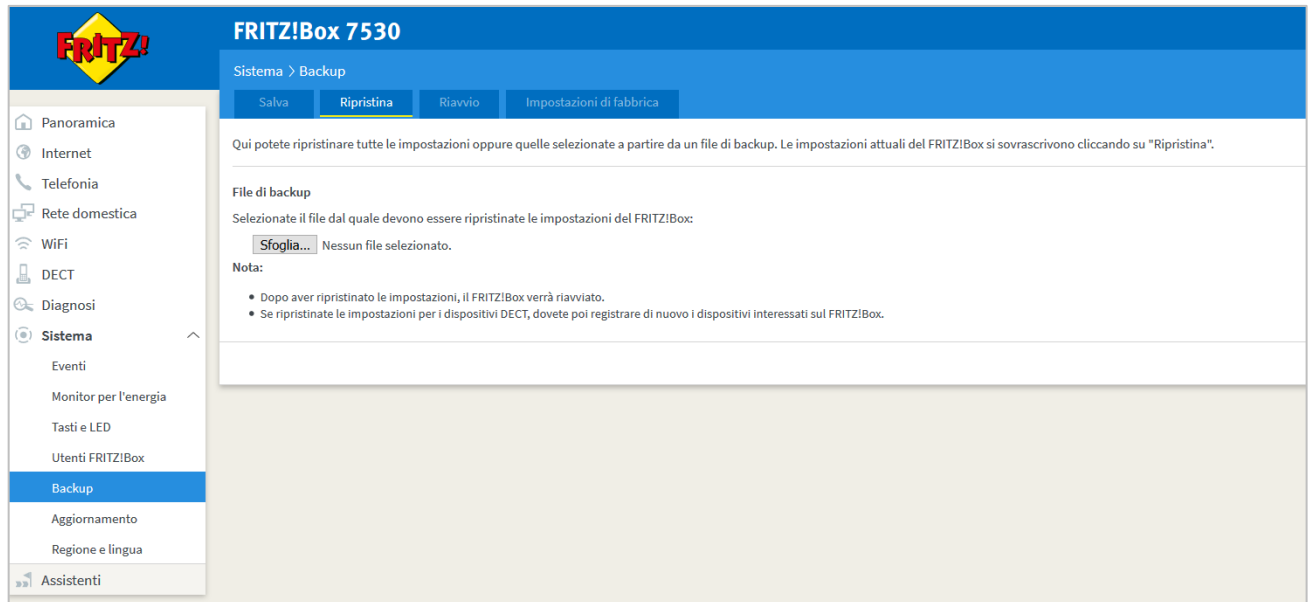 FRITZ!
FRITZ!Box 7530
Sistema > Backup
Salva Ripristina Riavvio Impostazioni di fabbrica
Panoramica
Internet
Telefonia
Rete domestica
WiFi
DECT
Diagnosi
Sistema
Eventi
Monitor per l'energia
Tasti e LED
Utenti FRITZ!Box
Backup
Aggiornamento
Regione e lingua
Assistenti
Qui potete ripristinare tutte le impostazioni oppure quelle selezionate a partire da un file di backup. Le impostazioni attuali del FRITZ!Box si sovrascrivono cliccando su "Ripristina".
File di backup
Selezionate il file dal quale devono essere ripristinate le impostazioni del FRITZ!Box:
Sfoglia... Nessun file selezionato.
Nota:
• Dopo aver ripristinato le impostazioni, il FRITZ!Box verrà riavviato.
• Se ripristinate le impostazioni per i dispositivi DECT, dovete poi registrare di nuovo i dispositivi interessati sul FRITZ!Box.